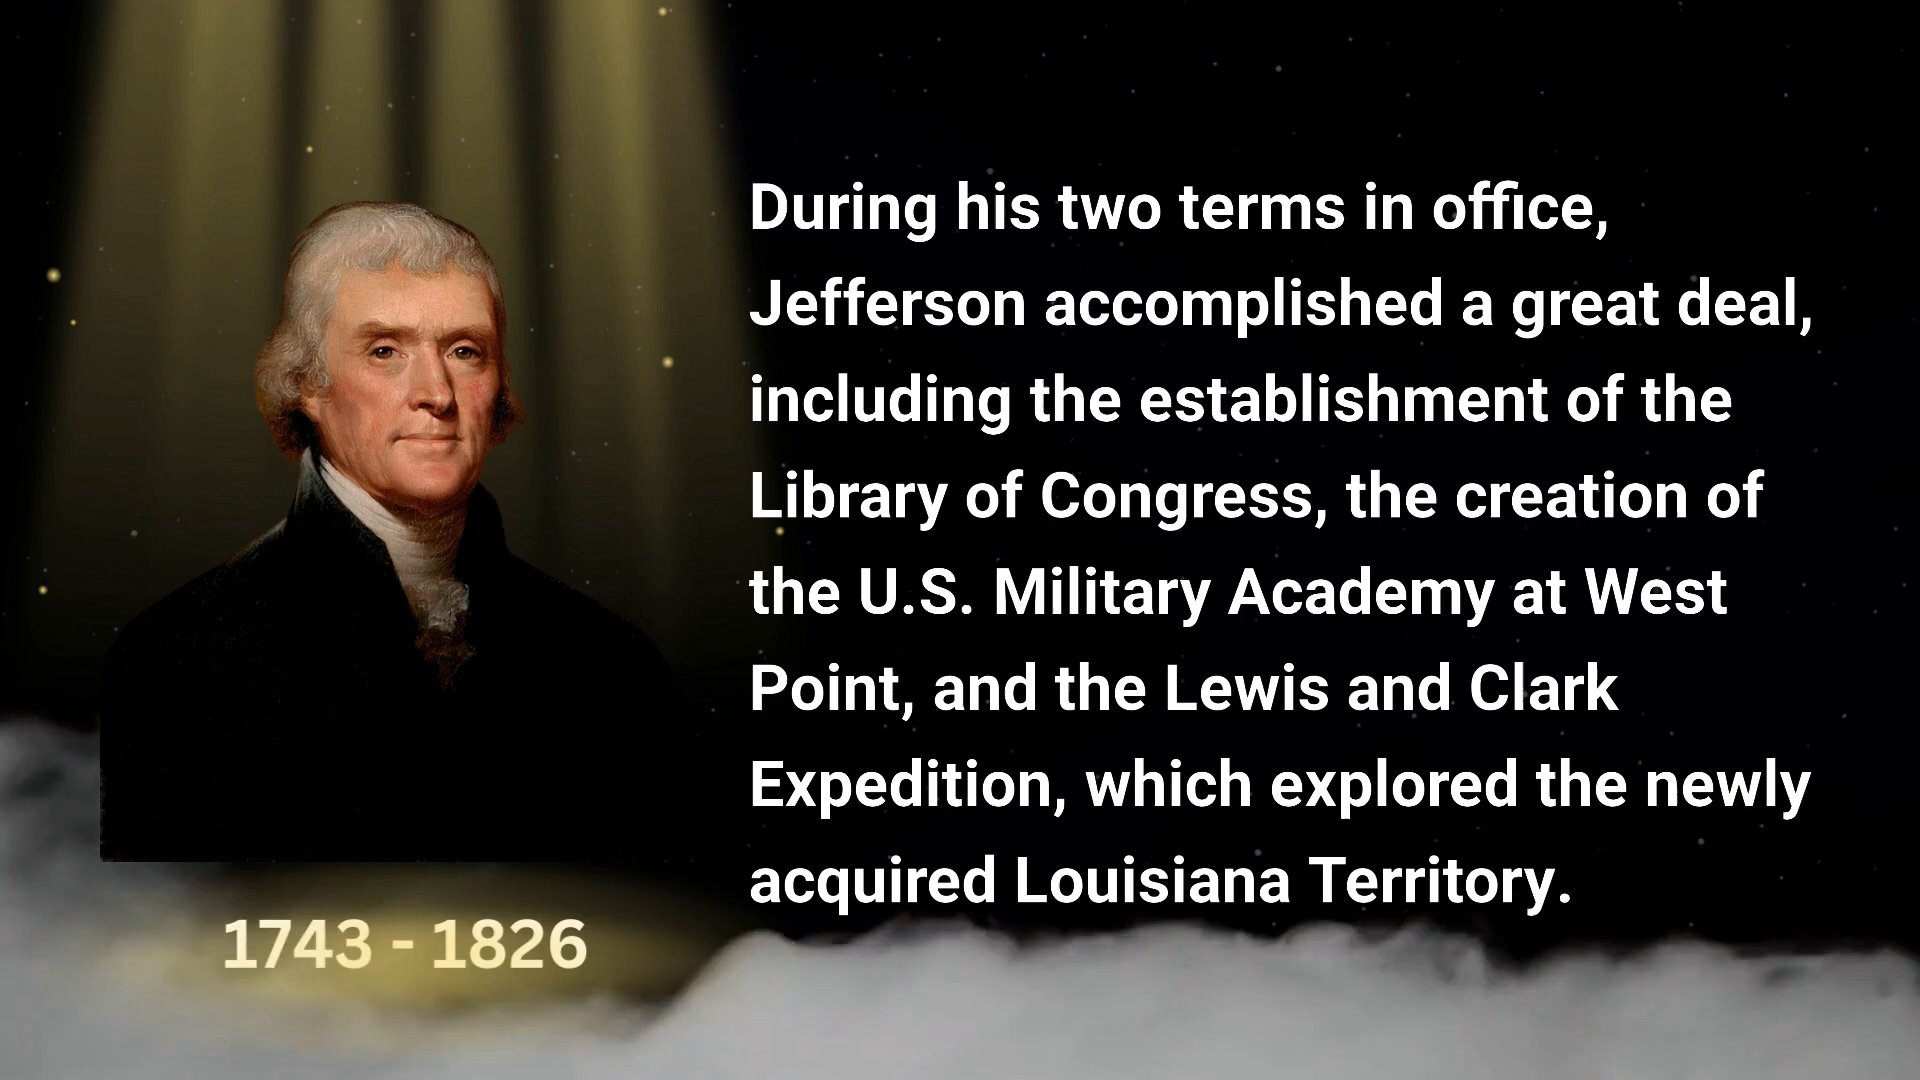 During his two terms in office,
Jefferson accomplished a great deal,
including the establishment of the
Library of Congress, the creation of
the U.S. Military Academy at West
Point, and the Lewis and Clark
Expedition, which explored the newly
acquired Louisiana Territory.
1743 - 1826